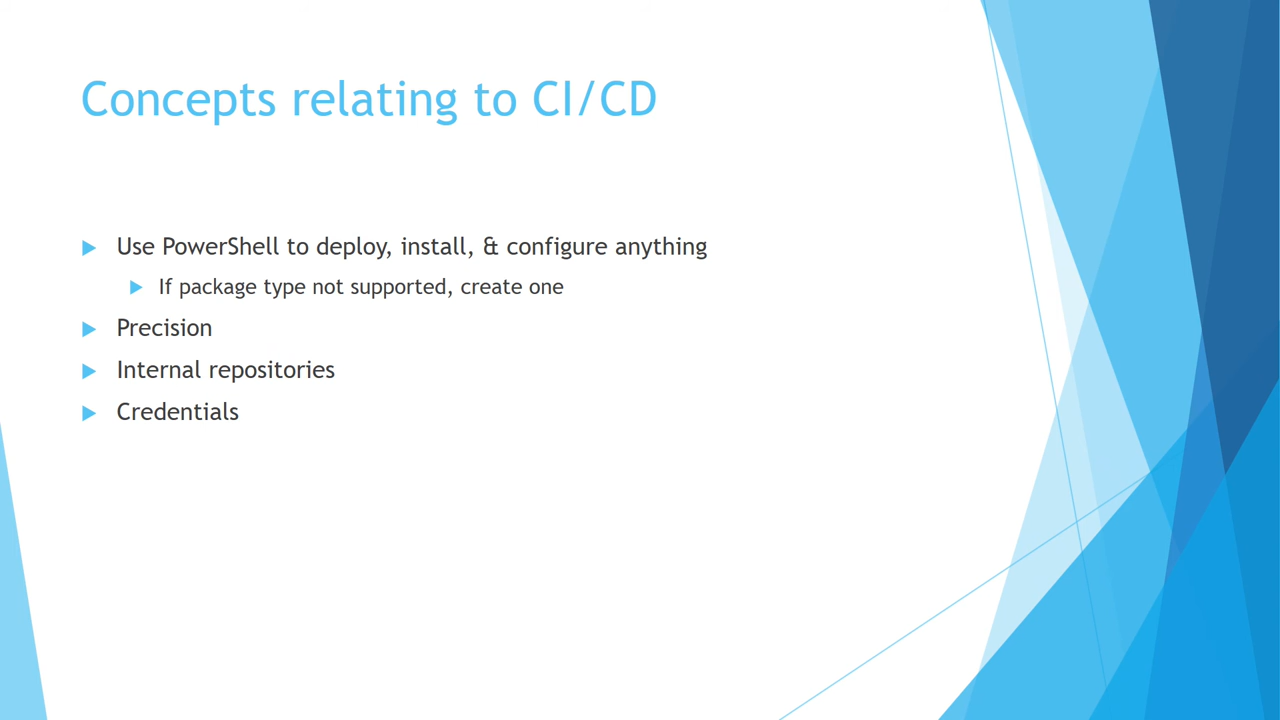 Concepts relating to CI/CD
Use PowerShell to deploy, install, & configure anything
If package type not supported, create one
Precision
Internal repositories
Credentials